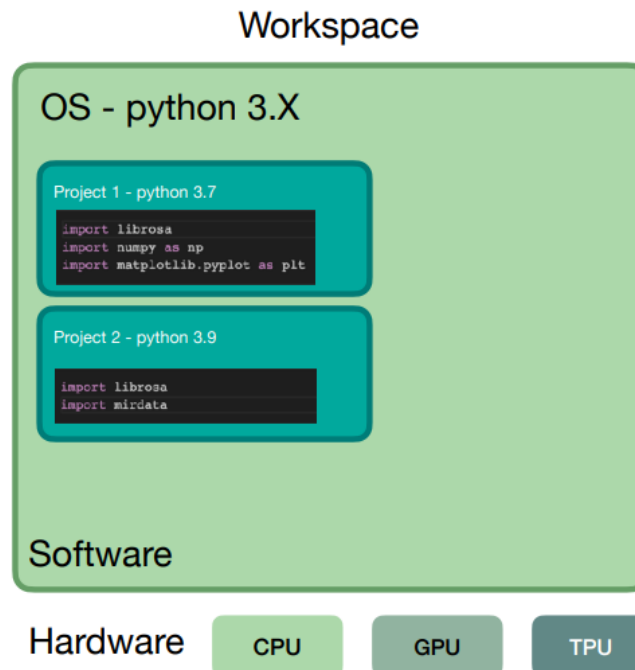 Workspace
OS - python 3.X
Project 1 - python 3.7
import librosa
import numpy as np
import matplotlib.pyplot as plt
Project 2 - python 3.9
import librosa
import mirdata
Software
Hardware
CPU
GPU
TPU